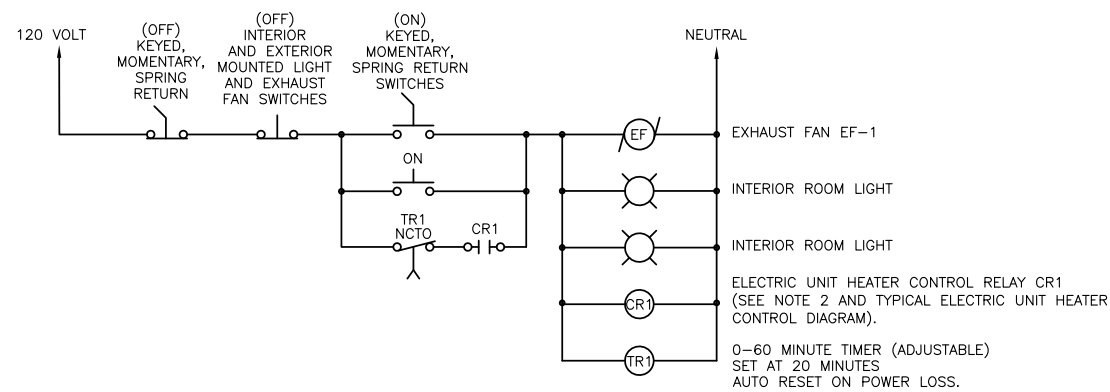 120 VOLT
(OFF)
KEYED,
MOMENTARY,
SPRING
RETURN
(OFF)
INTERIOR
AND EXTERIOR
MOUNTED LIGHT
AND EXHAUST
FAN SWITCHES
(ON)
KEYED,
MOMENTARY,
SPRING RETURN
SWITCHES
NEUTRAL
EF
EXHAUST FAN EF-1
ON
INTERIOR ROOM LIGHT
TR1
NCTO
CR1
INTERIOR ROOM LIGHT
CR1
ELECTRIC UNIT HEATER CONTROL RELAY CR1
(SEE NOTE 2 AND TYPICAL ELECTRIC UNIT HEATER
CONTROL DIAGRAM).
TR1
0-60 MINUTE TIMER (ADJUSTABLE)
SET AT 20 MINUTES
AUTO RESET ON POWER LOSS.